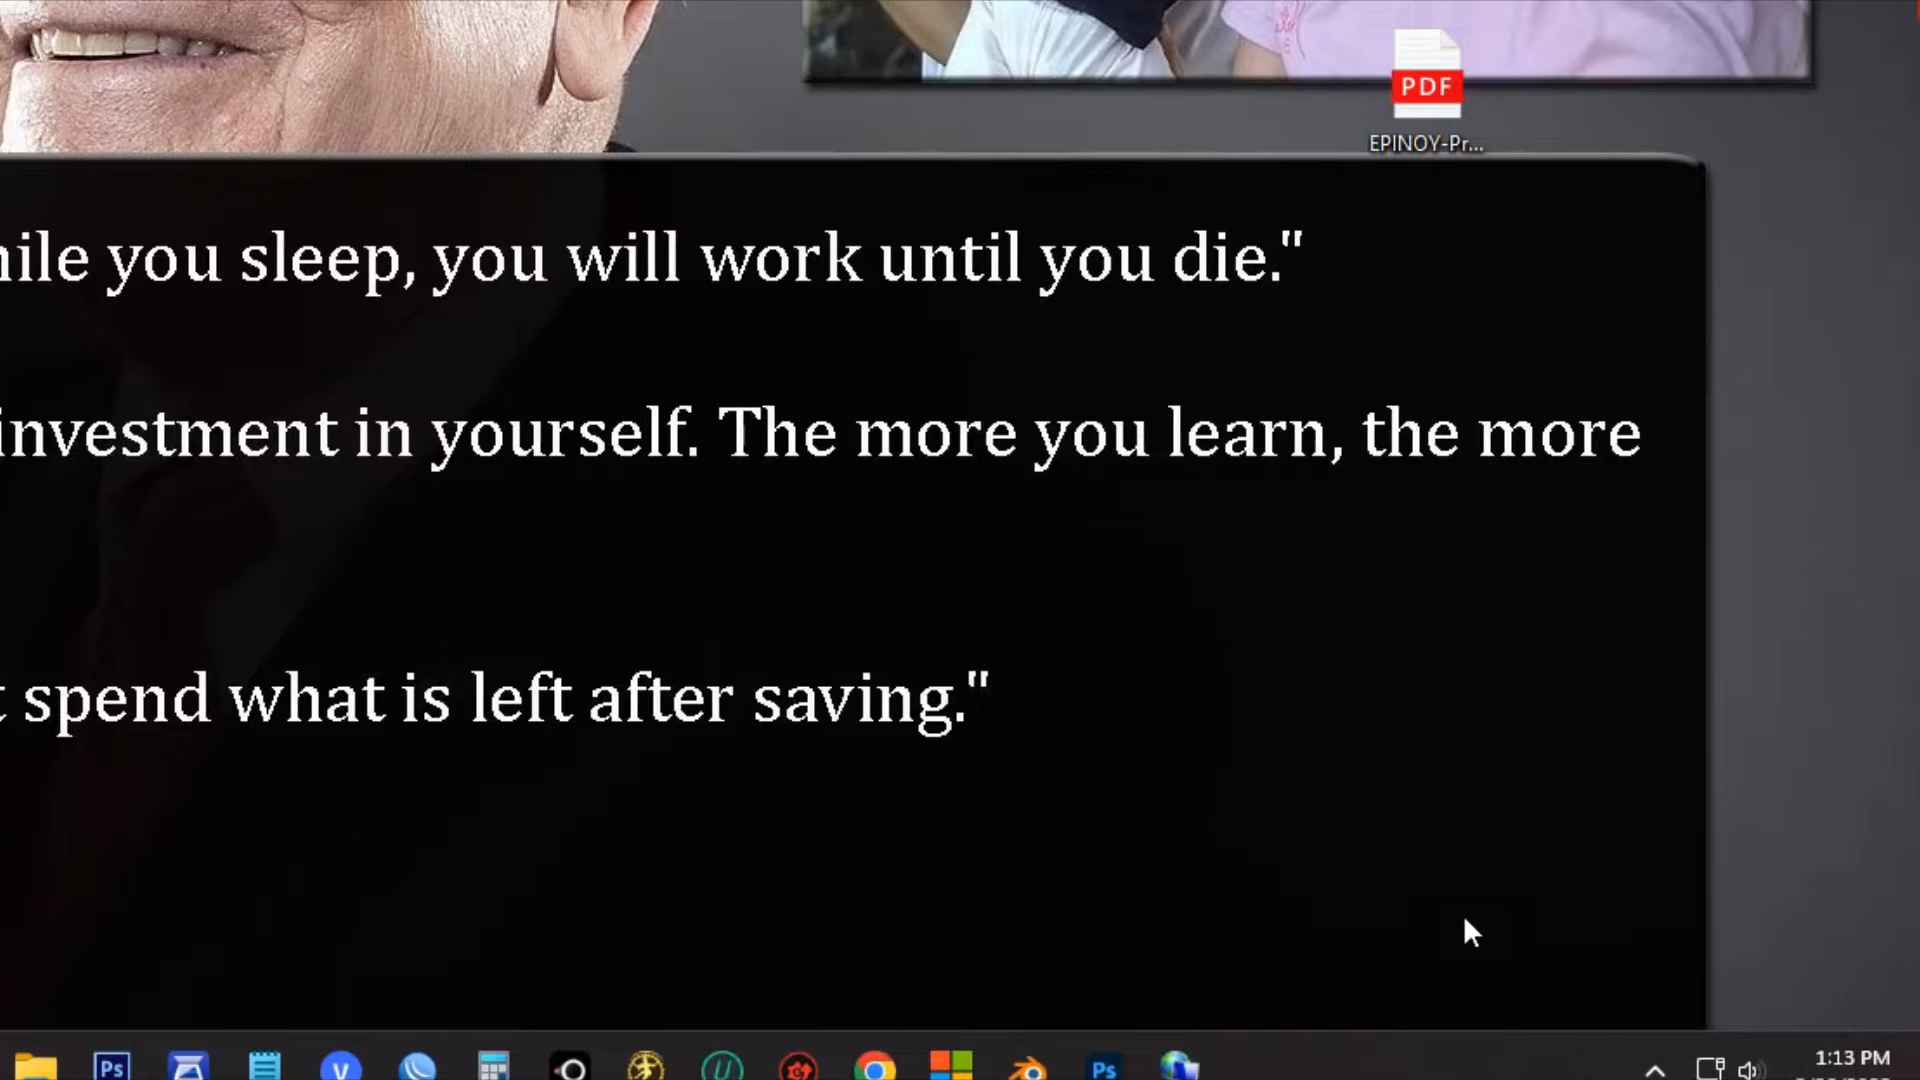 PDF
EPINOY-Pr...
hile you sleep, you will work until you die."
investment in yourself. The more you learn, the more
t spend what is left after saving."
Ps
V
U
Ps
1:13 PM